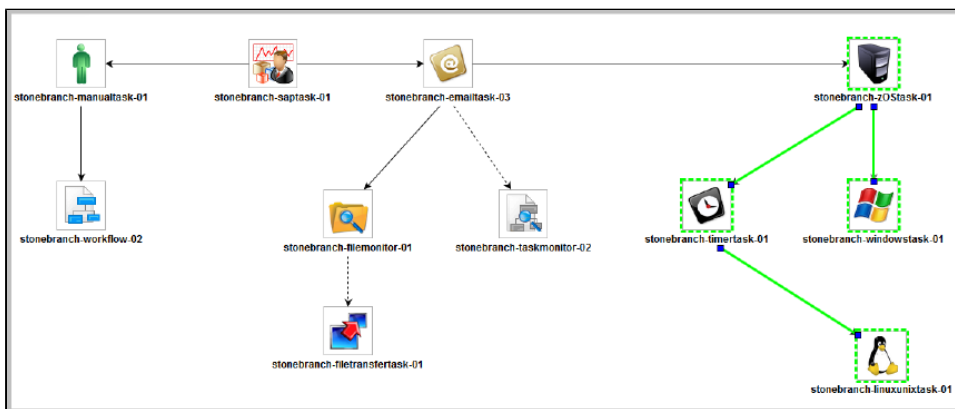 stonebranch-manualtask-01
stonebranch-saptask-01
stonebranch-emailtask-03
stonebranch-zOStask-01
stonebranch-workflow-02
stonebranch-filemonitor-01
stonebranch-taskmonitor-02
stonebranch-timertask-01
stonebranch-windowstask-01
stonebranch-filetransfertask-01
stonebranch-linuxunixtask-01